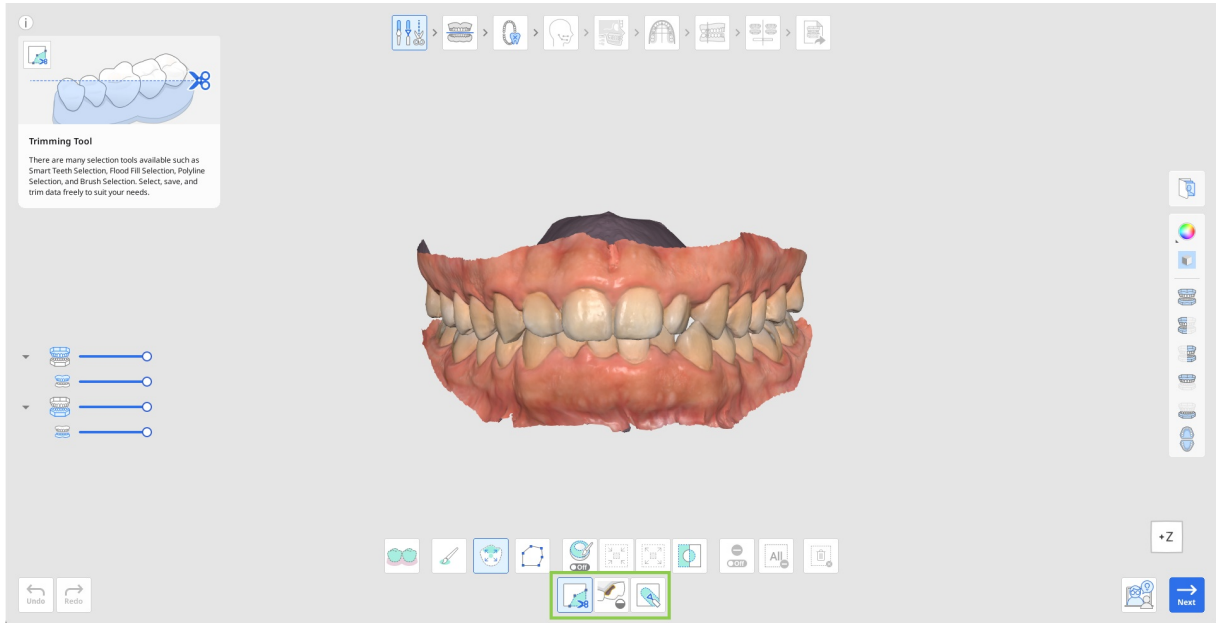 Trimming Tool
There are many selection tools available such as
Smart Teeth Selection, Flood Fill Selection, Polyline
Selection, and Brush Selection. Select, save, and
trim data freely to suit your needs.
+Z
Off
Off
All
Undo
Redo
Next